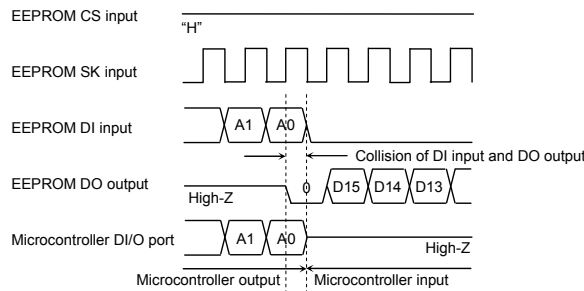 EEPROM CS input
“H”
EEPROM SK input
EEPROM DI input
A1
A0
Collision of DI input and DO output
EEPROM DO output
High-Z
0
D15
D14
D13
Microcontroller DI/O port
A1
A0
High-Z
Microcontroller output
Microcontroller input